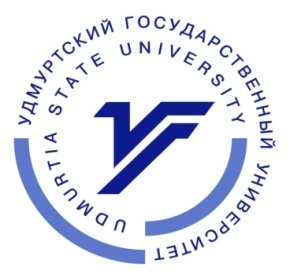 УДМУРТСКИЙ ГОСУДАРСТВЕННЫЙ УНИВЕРСИТЕТ
UDMURTIA STATE UNIVERSITY